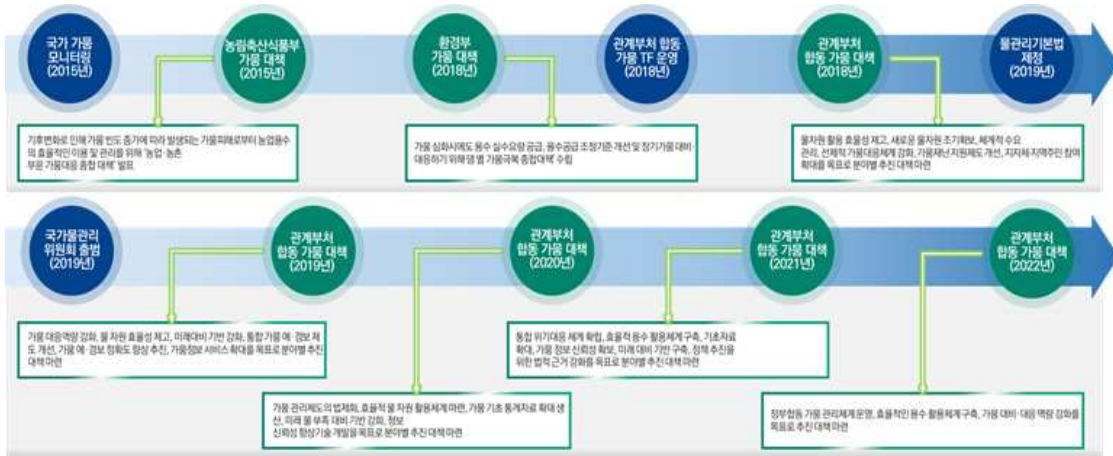 국가 가뭄
모니터링
(2015년)
농림축산식품부
가뭄 대책
(2015년)
환경부
가뭄 대책
(2018년)
관계부처 합동
가뭄 TF 운영
(2018년)
관계부처
합동 가뭄 대책
(2018년)
물관리기본법
제정
(2019년)
기후변화로 인해 가뭄 빈도 증가에 따라 발생되는 가뭄피해로부터 농업용수
의 효율적인 이용 및 관리를 위해 '농업·농촌
부문 가뭄대응 종합 대책' 발표
가뭄 심화시에도 용수 실수요량 공급, 용수공급 조정기준 개선 및 장기가뭄 대비·
대응하기 위해 댐 별 '가뭄극복 종합대책' 수립
물자원 활용 효율성 제고, 새로운 물자원 조기확보, 체계적 수요
관리, 선제적 가뭄대응체계 강화, 가뭄재난 지원제도 개선, 지자체·지역주민 참여
확대를 목표로 분야별 추진 대책 마련
국가물관리
위원회 출범
(2019년)
관계부처
합동 가뭄 대책
(2019년)
관계부처
합동 가뭄 대책
(2020년)
관계부처
합동 가뭄 대책
(2021년)
관계부처
합동 가뭄 대책
(2022년)
가뭄 대응역량 강화, 물 자원 효율성 제고, 미래대비 기반 강화, 통합 가뭄 예·경보 제
도 개선, 가뭄 예·경보 정확도 향상 추진, 가뭄정보 서비스 확대를 목표로 분야별 추진
대책 마련
통합 위기대응 체계 확립, 효율적 용수 활용체계 구축, 기초자료
확대, 가뭄 정보 신뢰성 확보, 미래 대비 기반 구축, 정책 추진을
위한 법적 근거 강화를 목표로 분야별 추진 대책 마련
가뭄 관리제도의 법제화, 효율적 물 자원 활용체계 마련, 가뭄 기초 통계자료 확대 생
산, 미래 물 부족 대비 기반 강화, 정보
신뢰성 향상기술 개발을 목표로 분야별 추진 대책 마련
정부합동 가뭄 관리체계 운영, 효율적인 용수 활용체계 구축, 가뭄 대비·대응 역량 강화를
목표로 추진 대책 마련